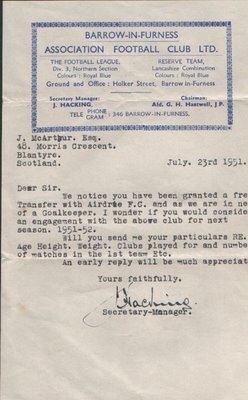 BARROW-IN-FURNESS
ASSOCIATION FOOTBALL CLUB LTD.
THE FOOTBALL LEAGUE,
Div. 3, Northern Section
Colours: Royal Blue
RESERVE TEAM
Lancashire Combination
Colours: Royal Blue
Ground and Office: Holker Street, Barrow-in-Furness
Secretary Manager:
J. HACKING,
Chairman:
Ald. G. H. Hastwell, J.P.
TELE PHONE GRAM : 346 BARROW-IN-FURNESS.
J. McArthur. Esq.
48. Morris Crescent.
Blantyre.
Scotland.
July. 23rd 1951.
Dear Sir.
We notice you have been granted a fre
Transfer with Airdrie F.C. and as we are in ne
of a Goalkeeper. I wonder if you would conside
an engagement with the above club for next
season. 1951-52.
Will you send me your particulars RE.
Age Height. Weight. Clubs played for and numbe
of matches in the 1st team Etc.
An early reply will be much appreciat
Yours faithfully.
J Hacking.
Secretary-Manager.